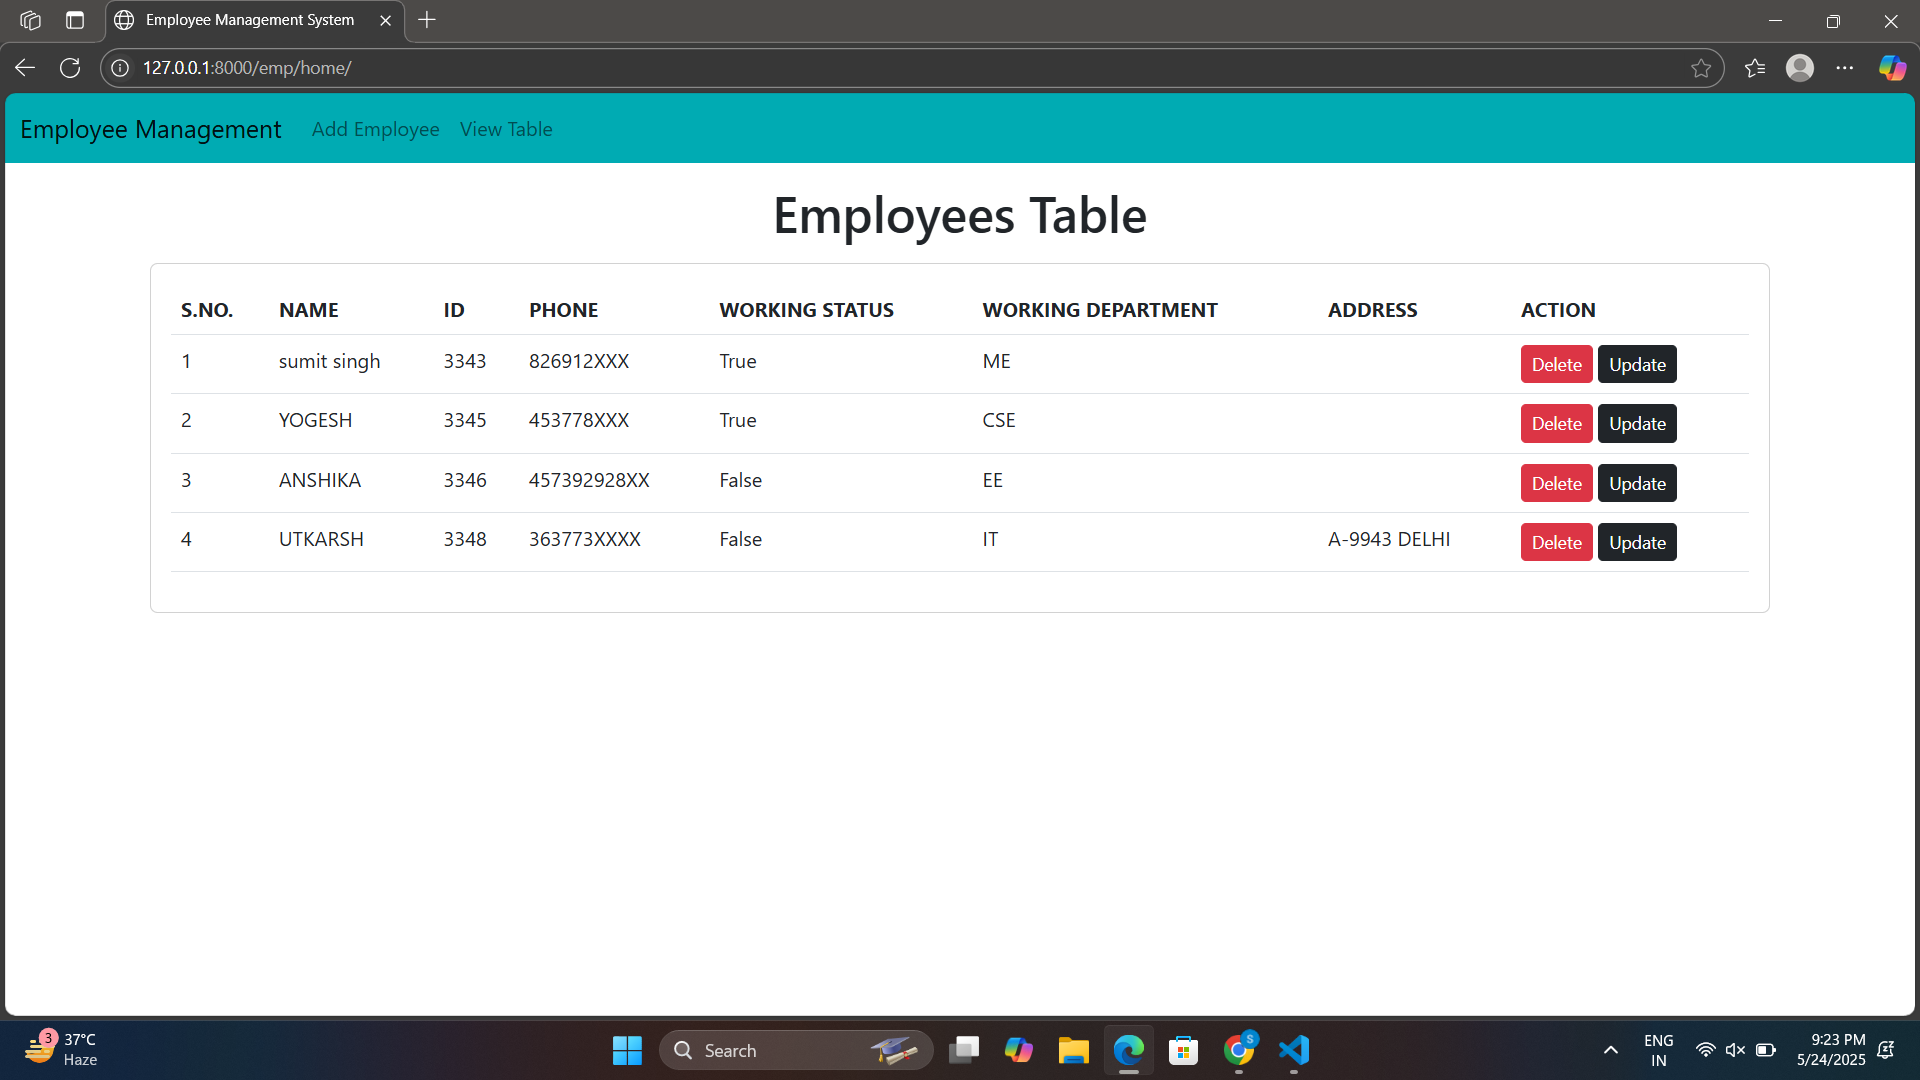 Employee Management System
127.0.0.1:8000/emp/home/
Employee Management Add Employee View Table
Employees Table
S.NO. NAME ID PHONE WORKING STATUS WORKING DEPARTMENT ADDRESS ACTION
1 sumit singh 3343 826912XXX True ME Delete Update
2 YOGESH 3345 453778XXX True CSE Delete Update
3 ANSHIKA 3346 457392928XX False EE Delete Update
4 UTKARSH 3348 363773XXXX False IT A-9943 DELHI Delete Update
3 37°C
Haze
Search
S
ENG
IN
9:23 PM
5/24/2025